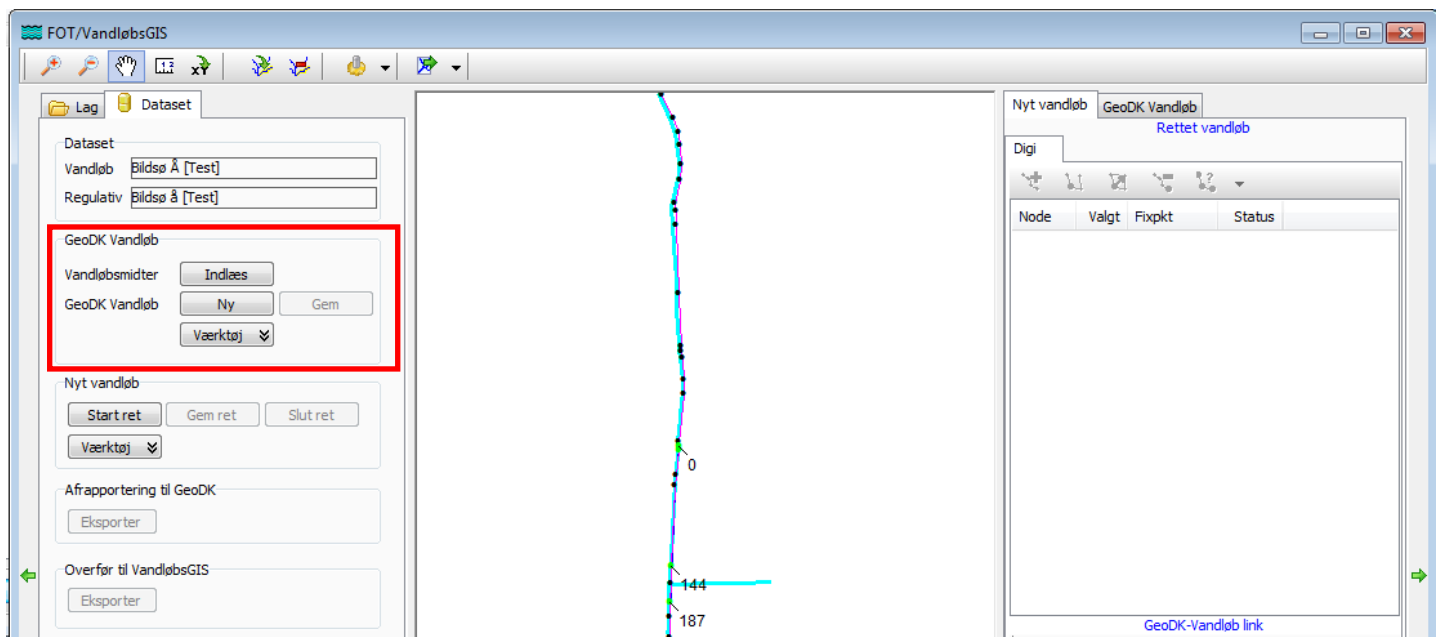 FOT/VandløbsGIS
Lag
Dataset
Dataset
Vandløb Bildsø Å [Test]
Regulativ Bildsø å [Test]
GeoDK Vandløb
Vandløbsmidter Indlæs
GeoDK Vandløb Ny Gem
Værktøj
Nyt vandløb
Start ret Gem ret Slut ret
Værktøj
Afrapportering til GeoDK
Eksporter
Overfør til VandløbsGIS
Eksporter
0
144
187
Nyt vandløb GeoDK Vandløb
Rettet vandløb
Digi
Node Valgt Fixpkt Status
GeoDK-Vandløb link